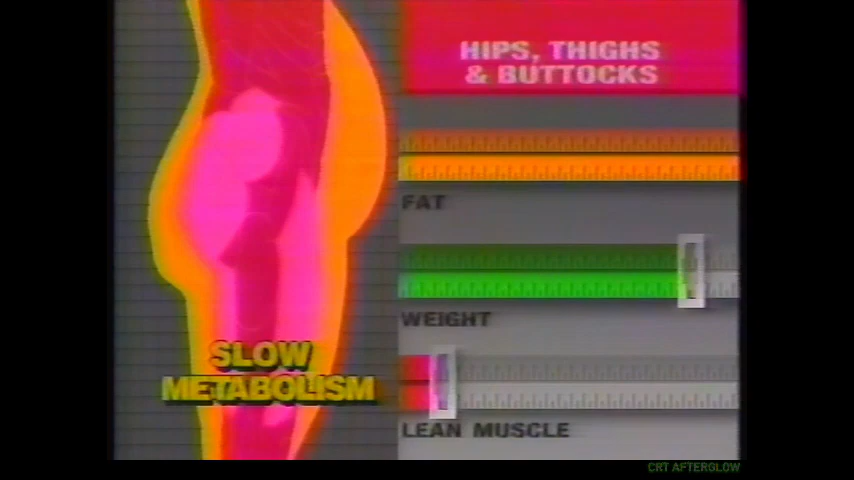 HIPS, THIGHS
& BUTTOCKS
FAT
WEIGHT
SLOW
METABOLISM
LEAN MUSCLE
CRT AFTERGLOW